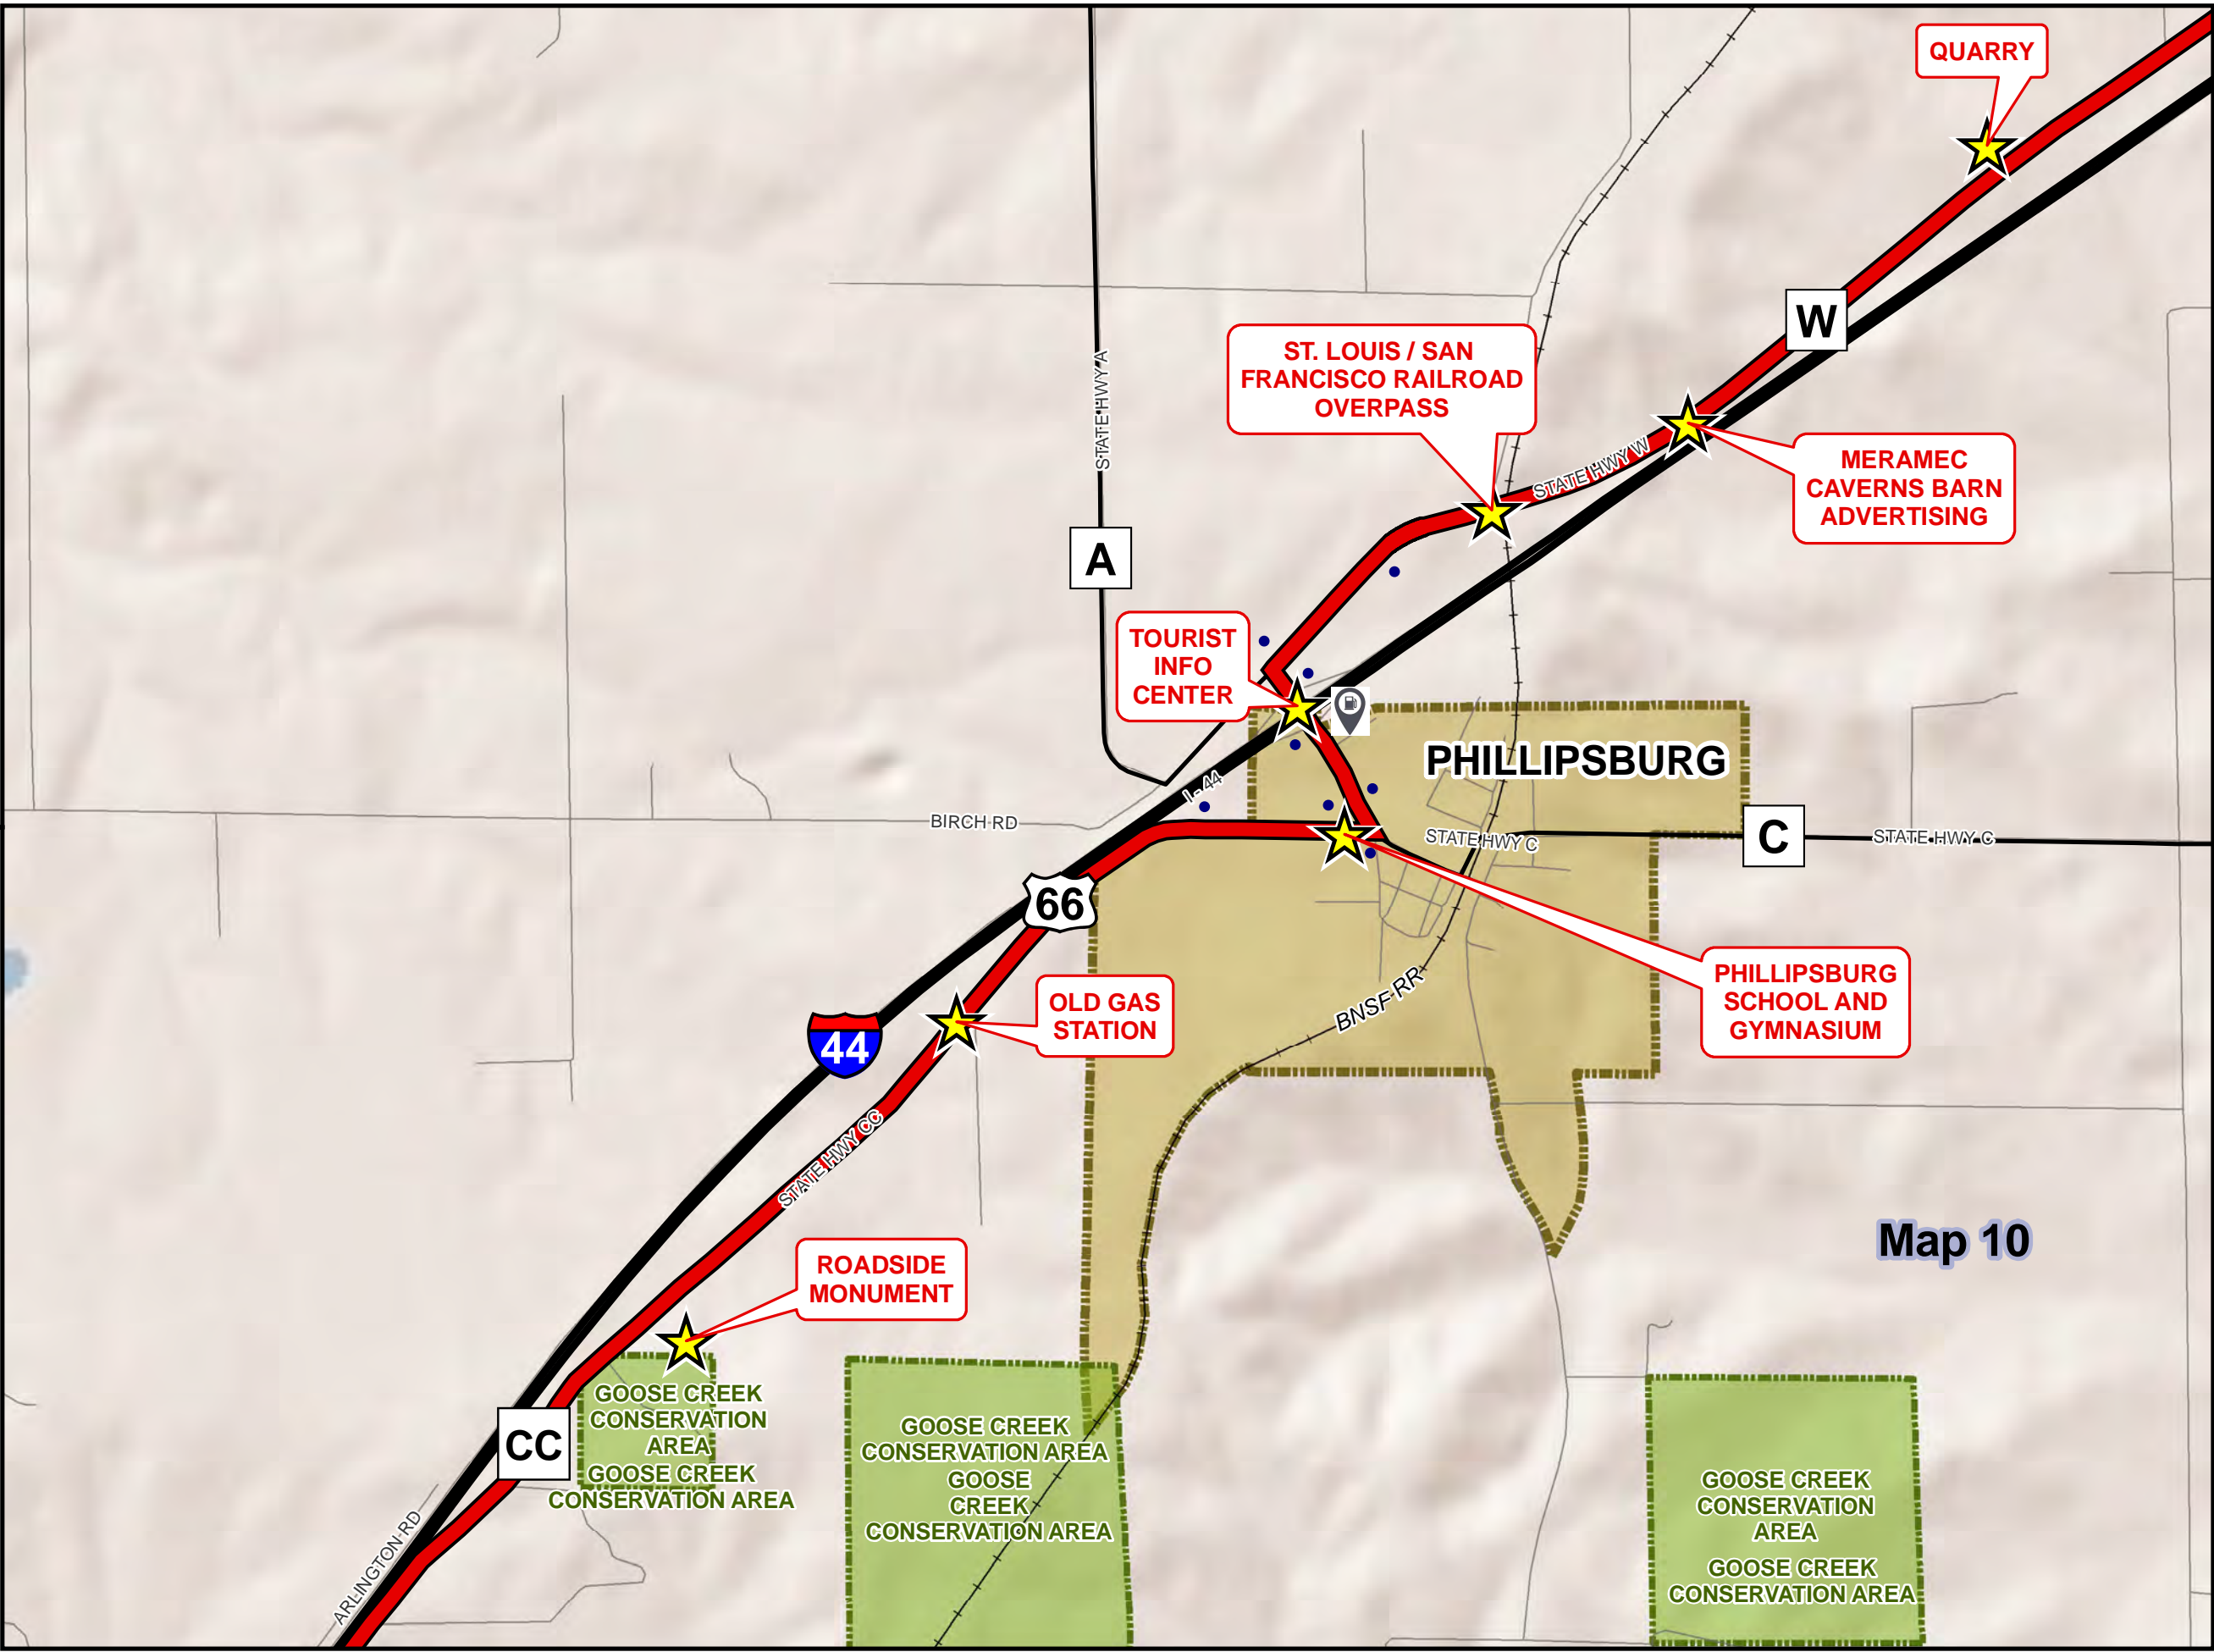 QUARRY
W
ST. LOUIS / SAN
FRANCISCO RAILROAD
OVERPASS
STATE HWY A
STATE HWY W
MERAMEC
CAVERNS BARN
ADVERTISING
A
TOURIST
INFO
CENTER
PHILLIPSBURG
I - 44
BIRCH RD
STATE HWY C
C
STATE HWY C
66
PHILLIPSBURG
SCHOOL AND
GYMNASIUM
OLD GAS
STATION
BNSF RR
44
STATE HWY CC
Map 10
ROADSIDE
MONUMENT
GOOSE CREEK
CONSERVATION
AREA
GOOSE CREEK
CONSERVATION AREA
CC
GOOSE CREEK
CONSERVATION AREA
GOOSE
CREEK
CONSERVATION AREA
GOOSE CREEK
CONSERVATION
AREA
GOOSE CREEK
CONSERVATION AREA
ARLINGTON RD